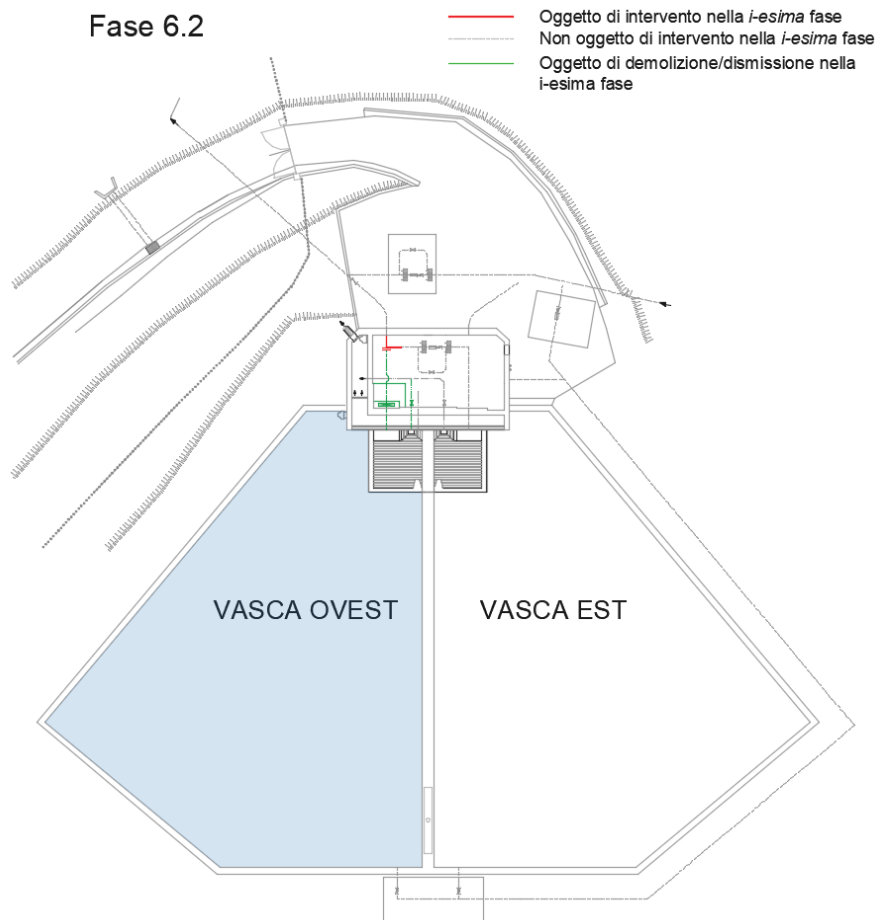 Fase 6.2
Oggetto di intervento nella i-esima fase
Non oggetto di intervento nella i-esima fase
Oggetto di demolizione/dismissione nella
i-esima fase
VASCA OVEST
VASCA EST